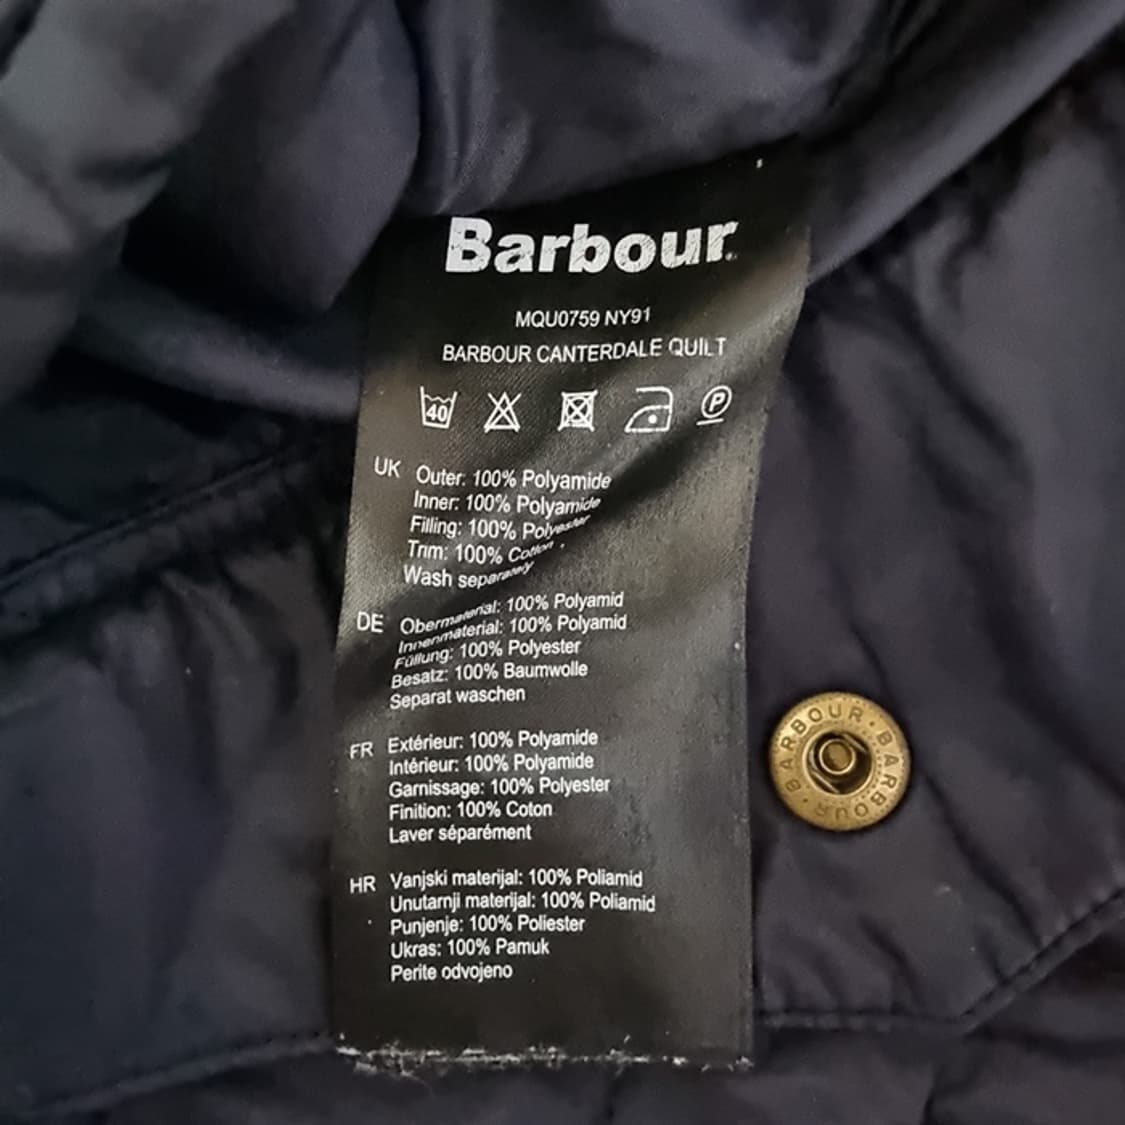 Barbour
MQU0759 NY91
BARBOUR CANTERDALE QUILT
40
P
UK Outer: 100% Polyamide
Inner: 100% Polyamide
Filling: 100% Polyester
Trim: 100% Cotton
Wash separately
DE Obermaterial: 100% Polyamid
Innenmaterial: 100% Polyamid
Füllung: 100% Polyester
Besatz: 100% Baumwolle
Separat waschen
FR Extérieur: 100% Polyamide
Intérieur: 100% Polyamide
Garnissage: 100% Polyester
Finition: 100% Coton
Laver séparément
HR Vanjski materijal: 100% Poliamid
Unutarnji materijal: 100% Poliamid
Punjenje: 100% Poliester
Ukras: 100% Pamuk
Perite odvojeno
BARBOUR · BARBOUR · BARBOUR